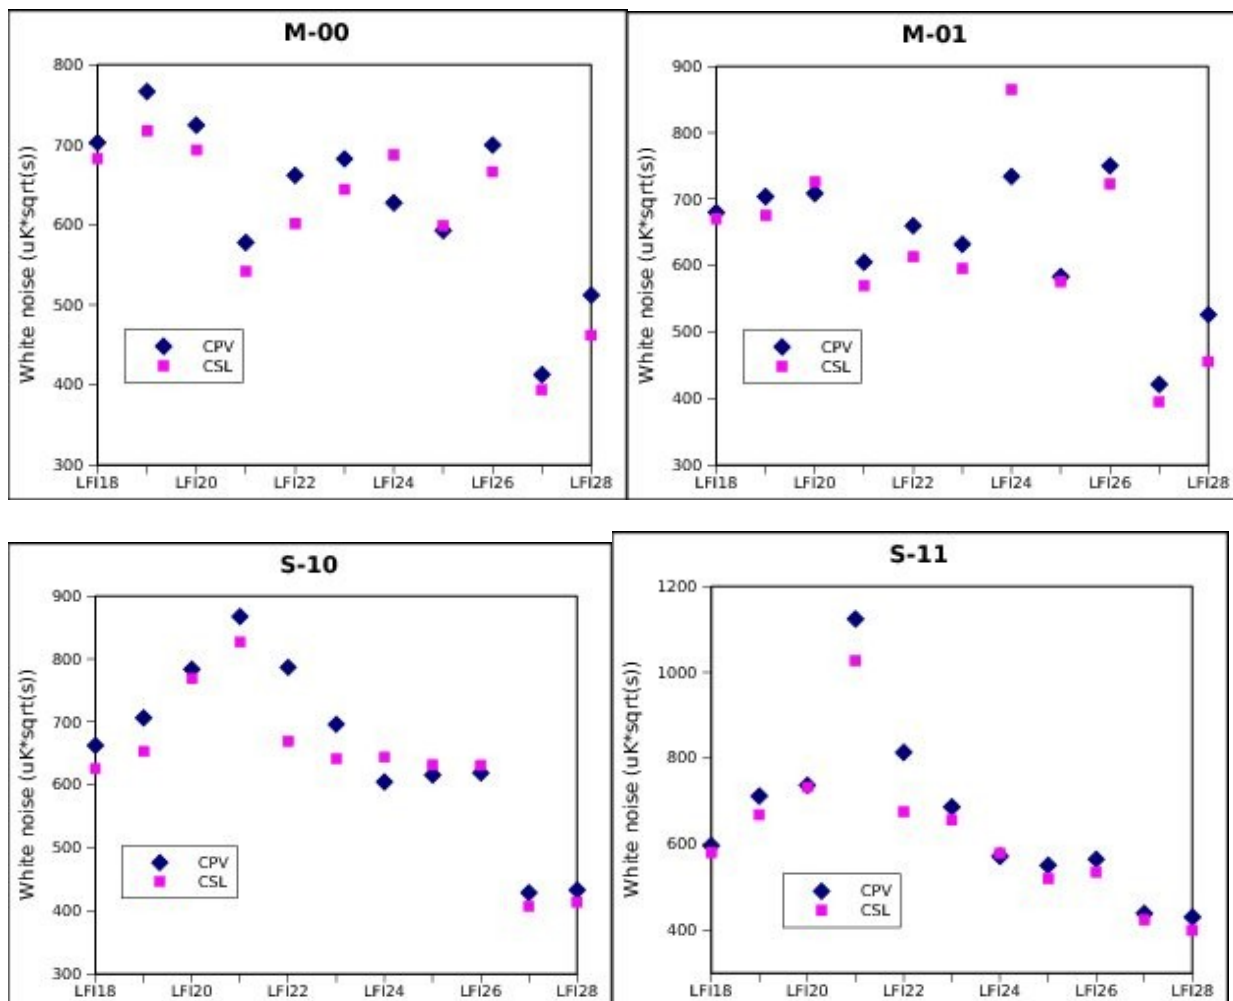 M-00
White noise (uK*sqrt(s))
800
700
600
500
400
300
CPV
CSL
LFI18 LFI20 LFI22 LFI24 LFI26 LFI28
M-01
White noise (uK*sqrt(s))
900
800
700
600
500
400
300
CPV
CSL
LFI18 LFI20 LFI22 LFI24 LFI26 LFI28
S-10
White noise (uK*sqrt(s))
900
800
700
600
500
400
300
CPV
CSL
LFI18 LFI20 LFI22 LFI24 LFI26 LFI28
S-11
White noise (uK*sqrt(s))
1200
1000
800
600
400
CPV
CSL
LFI18 LFI20 LFI22 LFI24 LFI26 LFI28